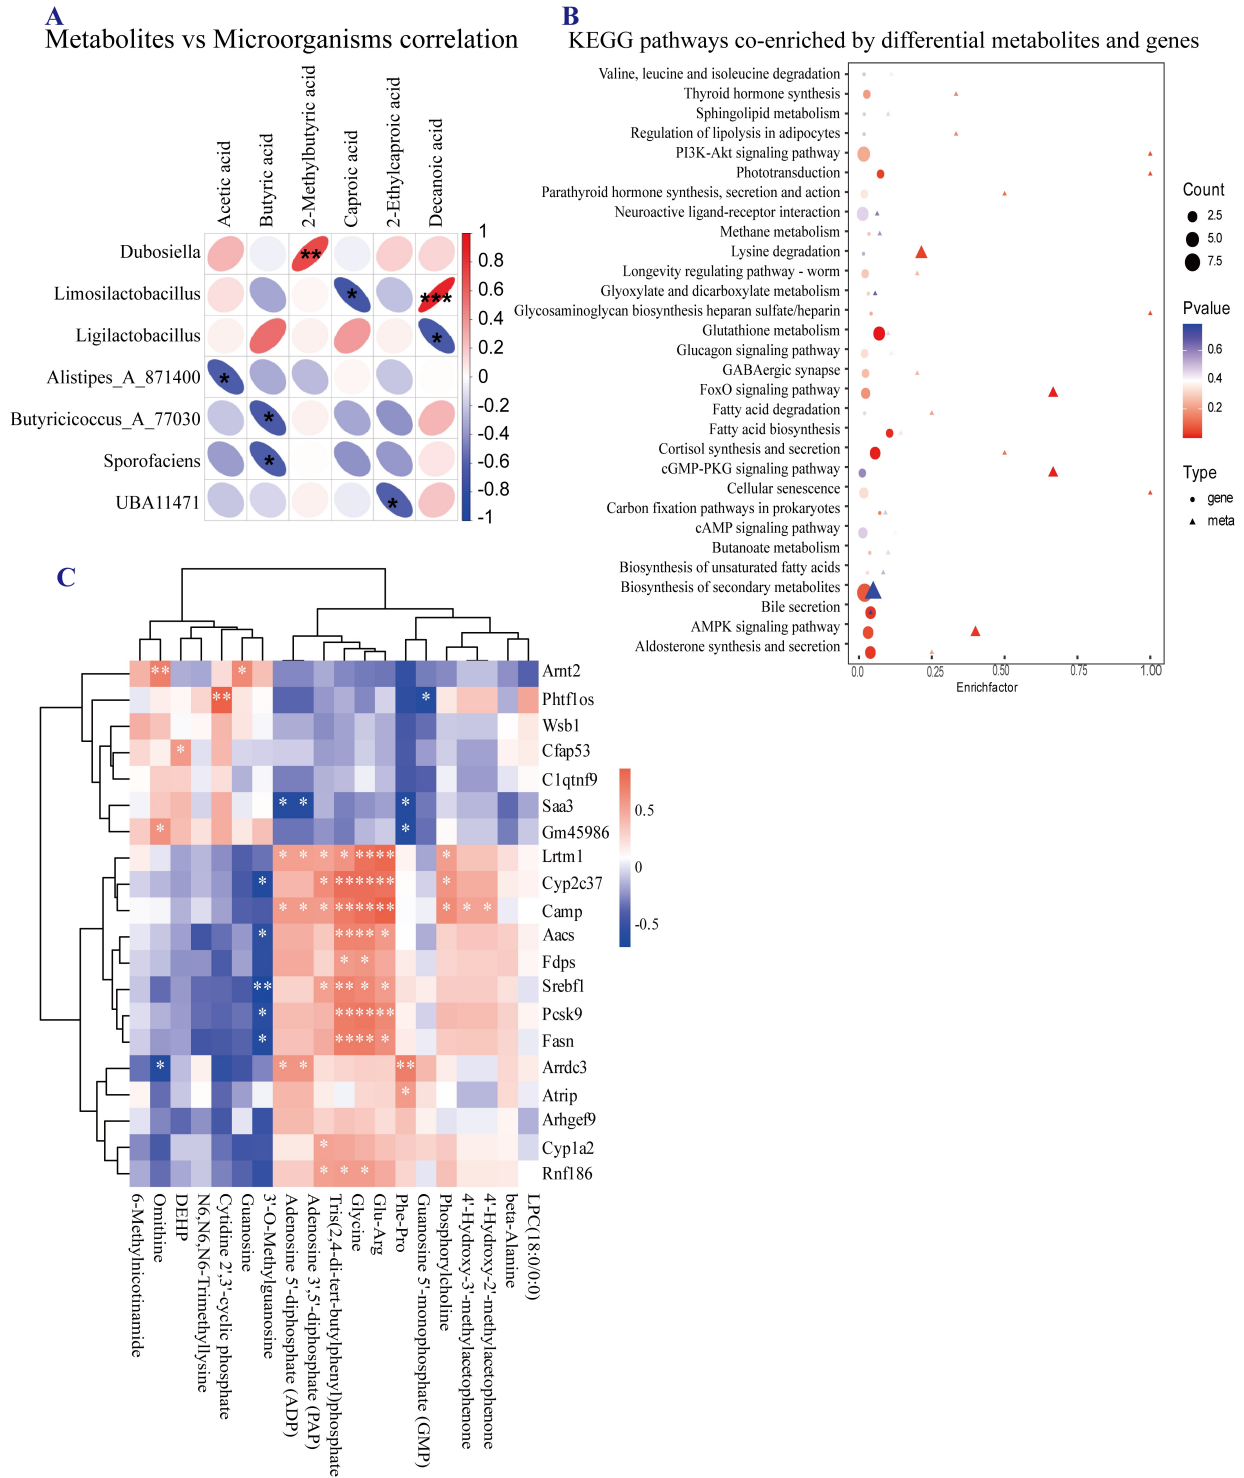 A
Metabolites vs Microorganisms correlation
Acetic acid
Butyric acid
2-Methylbutyric acid
Caproic acid
2-Ethylcaproic acid
Decanoic acid
Dubosiella
**
Limosilactobacillus
*
***
Ligilactobacillus
*
Alistipes_A_871400
*
Butyricicoccus_A_77030
*
Sporofaciens
*
UBA11471
*
1
0.8
0.6
0.4
0.2
0
-0.2
-0.4
-0.6
-0.8
-1
B
KEGG pathways co-enriched by differential metabolites and genes
Valine, leucine and isoleucine degradation
Thyroid hormone synthesis
Sphingolipid metabolism
Regulation of lipolysis in adipocytes
PI3K-Akt signaling pathway
Phototransduction
Parathyroid hormone synthesis, secretion and action
Neuroactive ligand-receptor interaction
Methane metabolism
Lysine degradation
Longevity regulating pathway - worm
Glyoxylate and dicarboxylate metabolism
Glycosaminoglycan biosynthesis heparan sulfate/heparin
Glutathione metabolism
Glucagon signaling pathway
GABAergic synapse
FoxO signaling pathway
Fatty acid degradation
Fatty acid biosynthesis
Cortisol synthesis and secretion
cGMP-PKG signaling pathway
Cellular senescence
Carbon fixation pathways in prokaryotes
cAMP signaling pathway
Butanoate metabolism
Biosynthesis of unsaturated fatty acids
Biosynthesis of secondary metabolites
Bile secretion
AMPK signaling pathway
Aldosterone synthesis and secretion
0.0
0.25
0.50
0.75
1.00
Enrichfactor
Count
2.5
5.0
7.5
Pvalue
0.6
0.4
0.2
Type
gene
meta
C
** * Arnt2
** * Phtf1os
Wsb1
* Cfap53
C1qtnf9
* * * Saa3
* * Gm45986
* * * * **** * Lrtm1
* * ****** * Cyp2c37
* * * ****** * * * Camp
* **** * Aacs
* * Fdps
** * ** * * Srebf1
* ****** Pcsk9
* **** * Fasn
* * * ** Arrdc3
* Atrip
Arhgef9
* Cyp1a2
* * * Rnf186
0.5
0
-0.5
6-Methylnicotinamide
Ornithine
DEHP
N6,N6,N6-Trimethyllysine
Cytidine 2',3'-cyclic phosphate
Guanosine
3'-O-Methylguanosine
Adenosine 5'-diphosphate (ADP)
Adenosine 3',5'-diphosphate (PAP)
Tris(2,4-di-tert-butylphenyl)phosphate
Glycine
Glu-Arg
Phe-Pro
Guanosine 5'-monophosphate (GMP)
Phosphorylcholine
4'-Hydroxy-3'-methylacetophenone
4'-Hydroxy-2'-methylacetophenone
beta-Alanine
LPC(18:0/0:0)